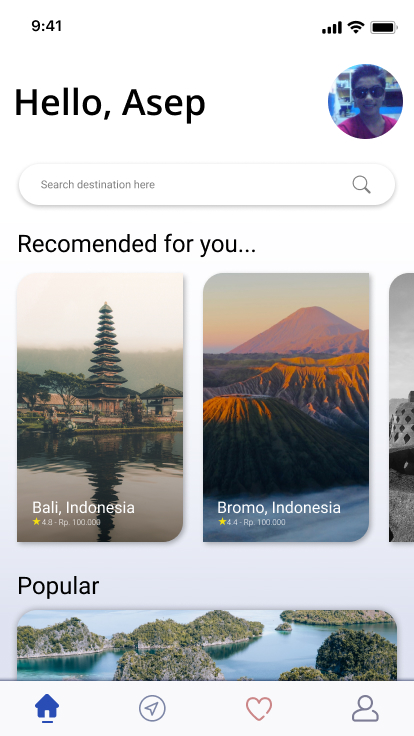 9:41
Hello, Asep
Search destination here
Recomended for you...
Bali, Indonesia
4.8 - Rp. 100.000
Bromo, Indonesia
4.4 - Rp. 100.000
Popular